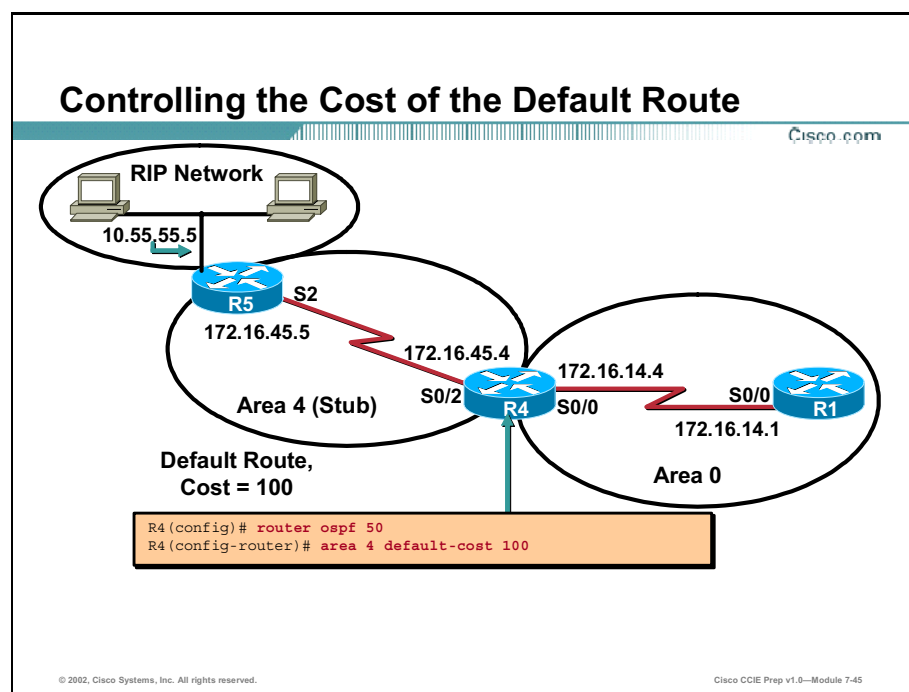 Controlling the Cost of the Default Route
Cisco.com
RIP Network
10.55.55.5
R5
S2
172.16.45.5
172.16.45.4
172.16.14.4
S0/2
R4
S0/0
S0/0
R1
172.16.14.1
Area 4 (Stub)
Area 0
Default Route,
Cost = 100
R4(config)# router ospf 50
R4(config-router)# area 4 default-cost 100
© 2002, Cisco Systems, Inc. All rights reserved.
Cisco CCIE Prep v1.0—Module 7-45